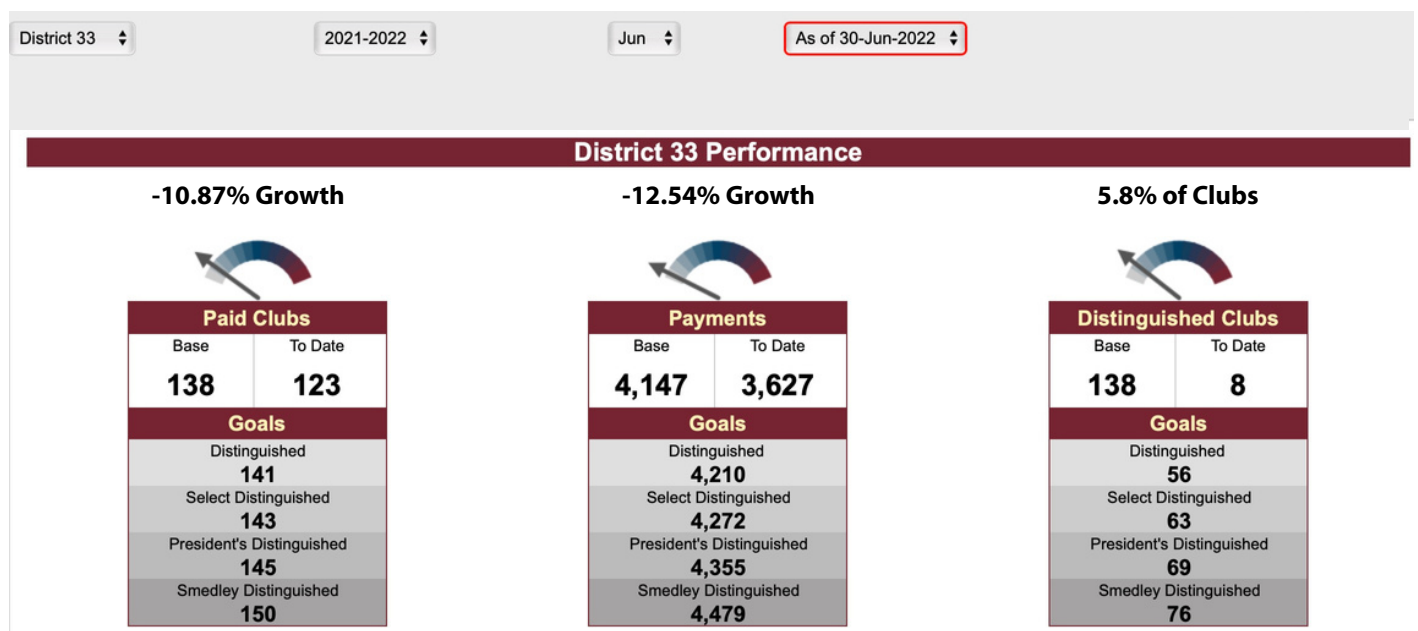 District 33
2021-2022
Jun
As of 30-Jun-2022
District 33 Performance
-10.87% Growth
-12.54% Growth
5.8% of Clubs
Paid Clubs
Base To Date
138 123
Goals
Distinguished
141
Select Distinguished
143
President's Distinguished
145
Smedley Distinguished
150
Payments
Base To Date
4,147 3,627
Goals
Distinguished
4,210
Select Distinguished
4,272
President's Distinguished
4,355
Smedley Distinguished
4,479
Distinguished Clubs
Base To Date
138 8
Goals
Distinguished
56
Select Distinguished
63
President's Distinguished
69
Smedley Distinguished
76